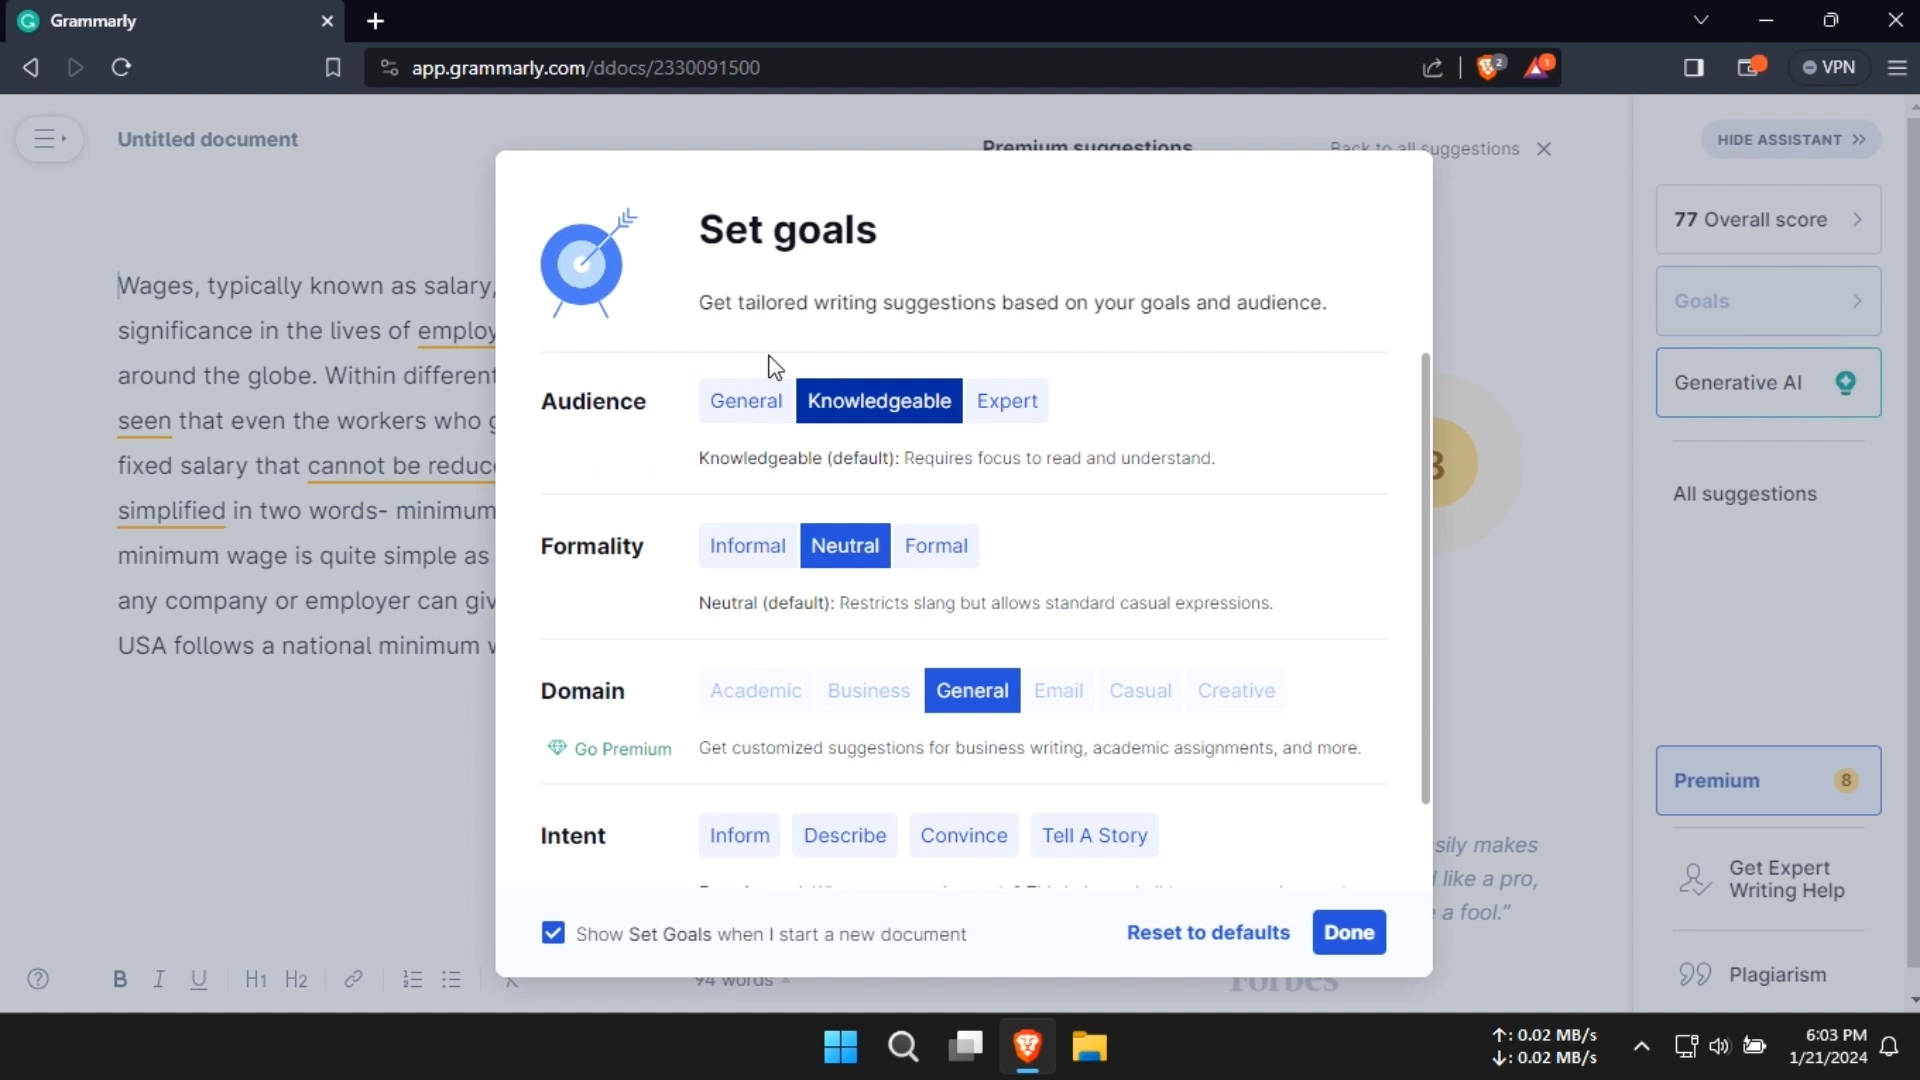 Grammarly
app.grammarly.com/ddocs/2330091500
2
1
VPN
Untitled document
Premium suggestions
Back to all suggestions
HIDE ASSISTANT
77 Overall score
Goals
Generative AI
All suggestions
Premium 8
Get Expert
Writing Help
Plagiarism
Wages, typically known as salary,
significance in the lives of employ
around the globe. Within different
seen that even the workers who
fixed salary that cannot be reduc
simplified in two words- minimum
minimum wage is quite simple as
any company or employer can giv
USA follows a national minimum
Set goals
Get tailored writing suggestions based on your goals and audience.
Audience General Knowledgeable Expert
Knowledgeable (default): Requires focus to read and understand.
Formality Informal Neutral Formal
Neutral (default): Restricts slang but allows standard casual expressions.
Domain Academic Business General Email Casual Creative
Go Premium Get customized suggestions for business writing, academic assignments, and more.
Intent Inform Describe Convince Tell A Story
Show Set Goals when I start a new document
Reset to defaults Done
sily makes
like a pro,
a fool.”
Forbes
B I U H1 H2
94 words
↑: 0.02 MB/s
↓: 0.02 MB/s
6:03 PM
1/21/2024